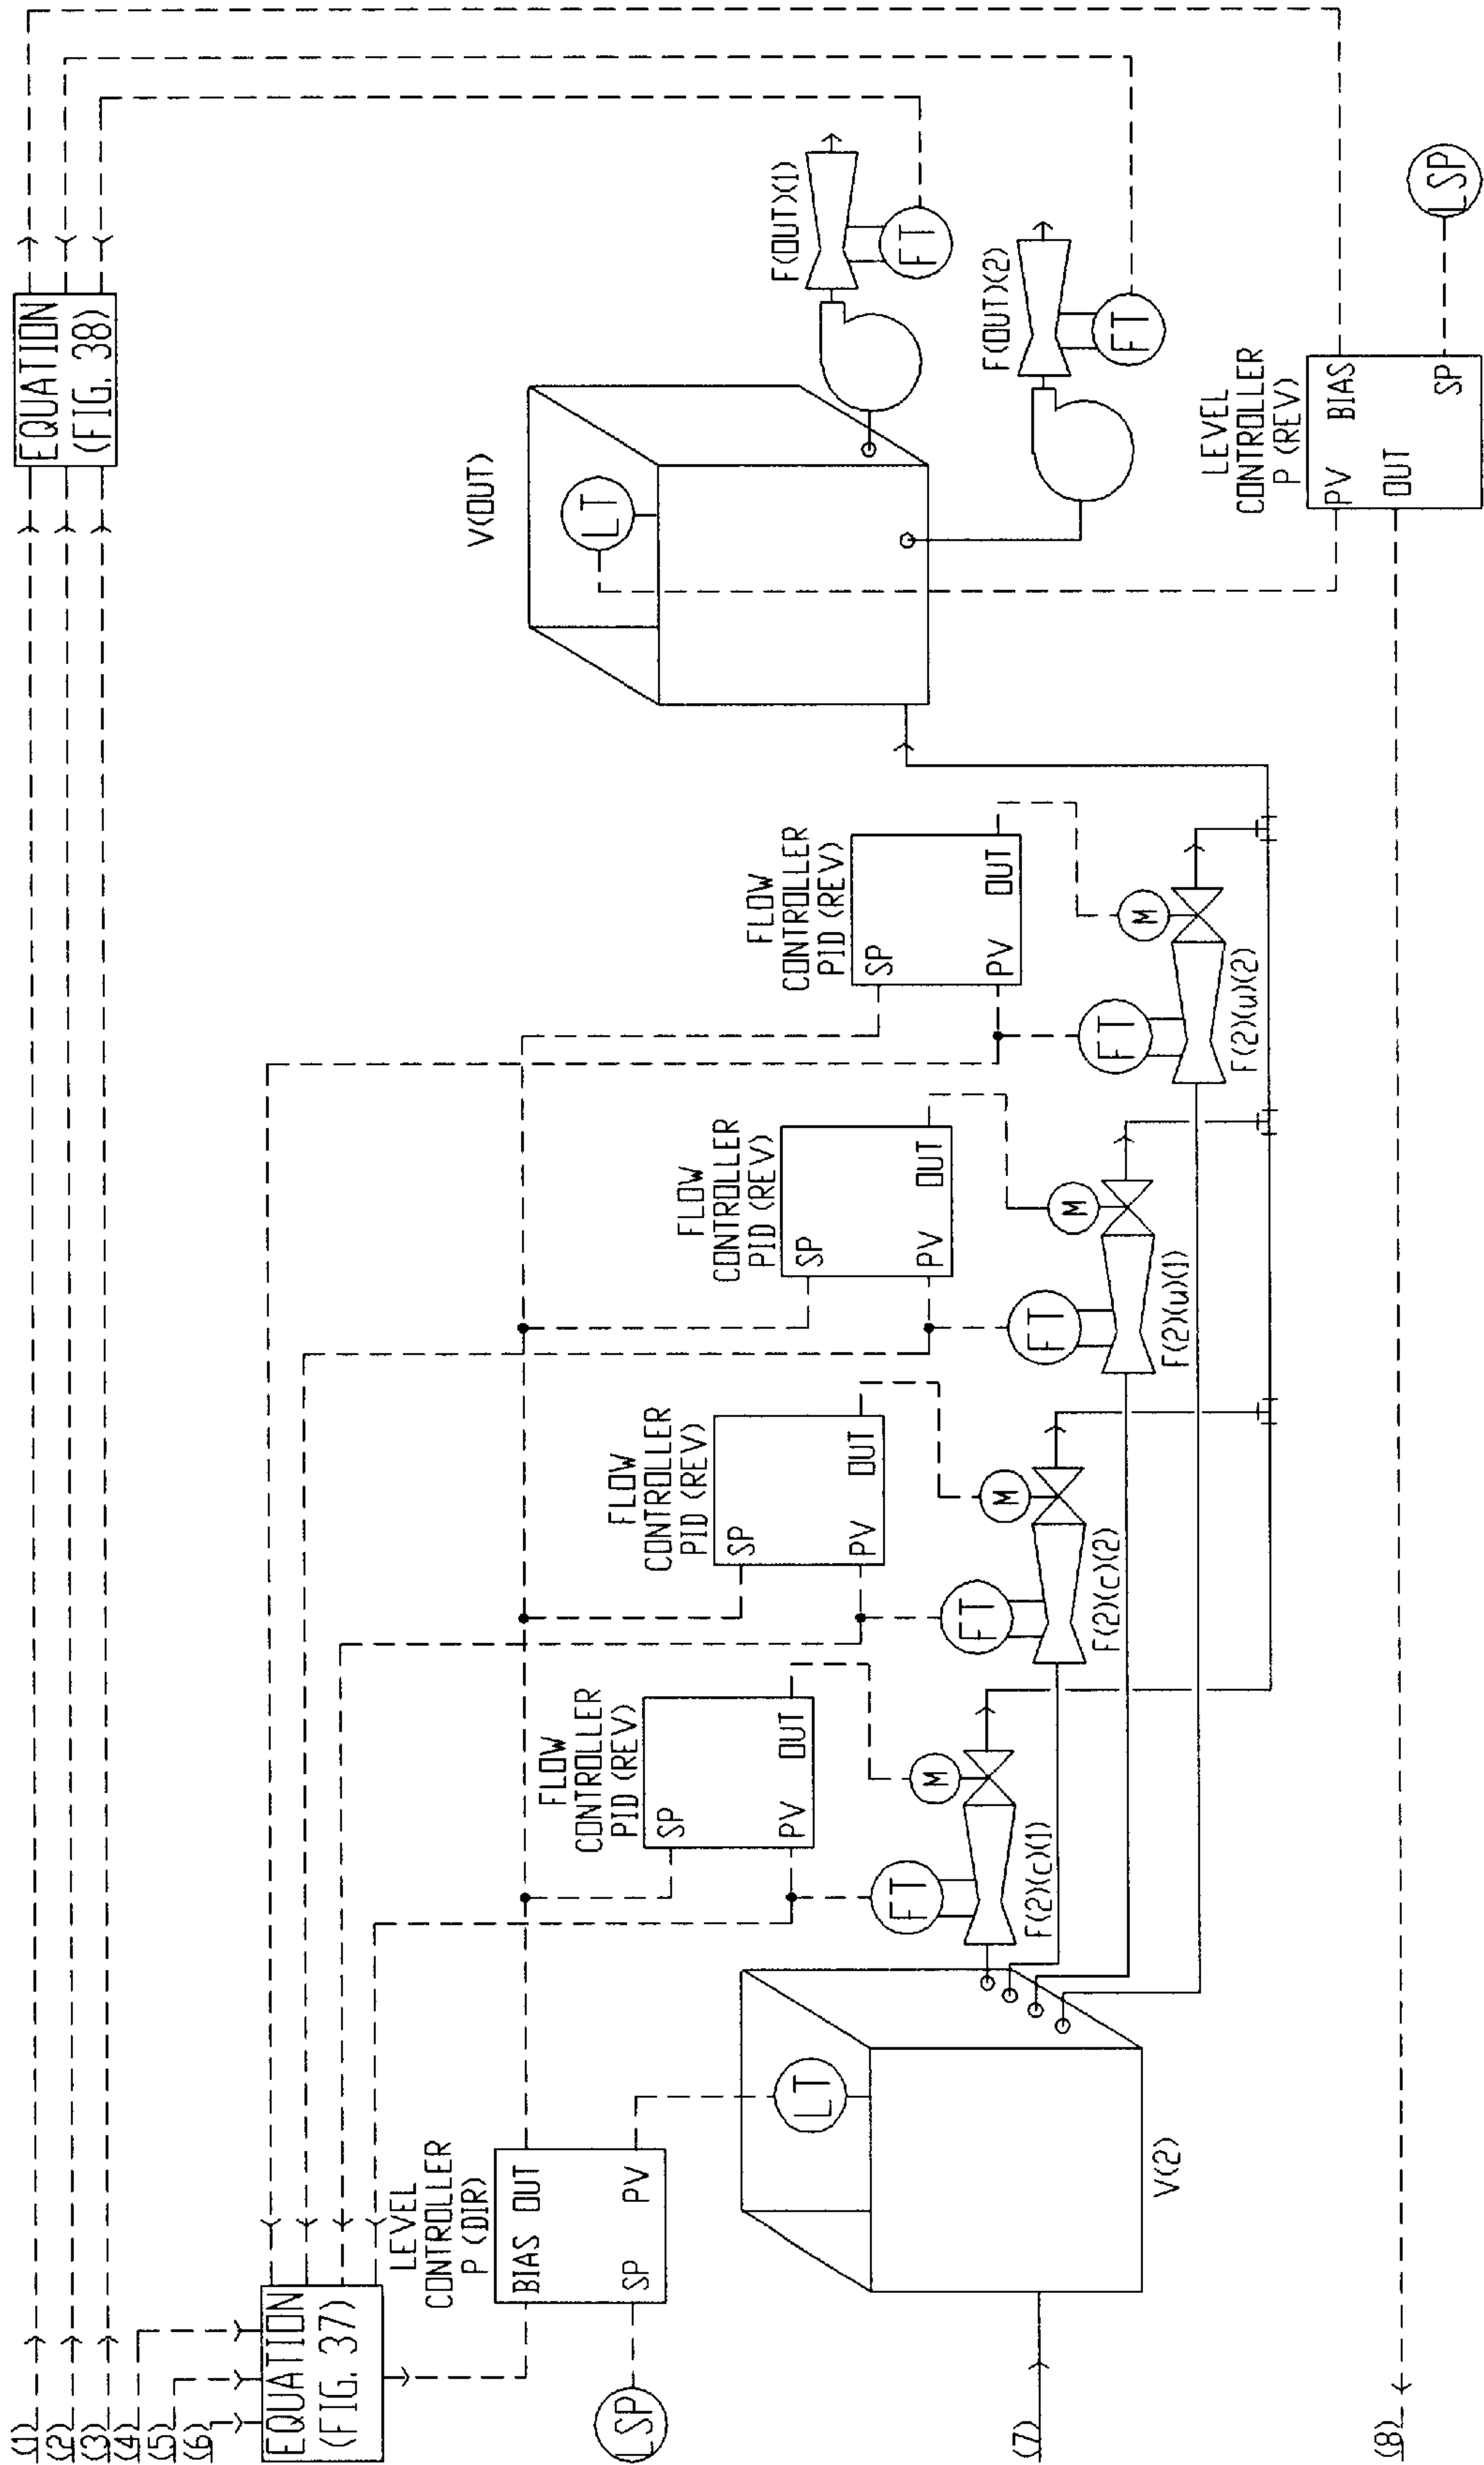 (1)
(2)
(3)
(4)
(5)
(6)
EQUATION
(FIG. 37)
EQUATION
(FIG. 38)
LEVEL
CONTROLLER
P (DIR)
BIAS OUT
SP PV
LSP
LT
V(2)
(7)
(8)
FLOW
CONTROLLER
PID (REV)
SP
PV OUT
FT
M
F(2)(c)(1)
FLOW
CONTROLLER
PID (REV)
SP
PV OUT
FT
M
F(2)(c)(2)
FLOW
CONTROLLER
PID (REV)
SP
PV OUT
FT
M
F(2)(u)(1)
FLOW
CONTROLLER
PID (REV)
SP
PV OUT
FT
M
F(2)(u)(2)
V(OUT)
LT
F(OUT)(1)
FT
F(OUT)(2)
FT
LEVEL
CONTROLLER
P (REV)
PV BIAS
OUT SP
LSP